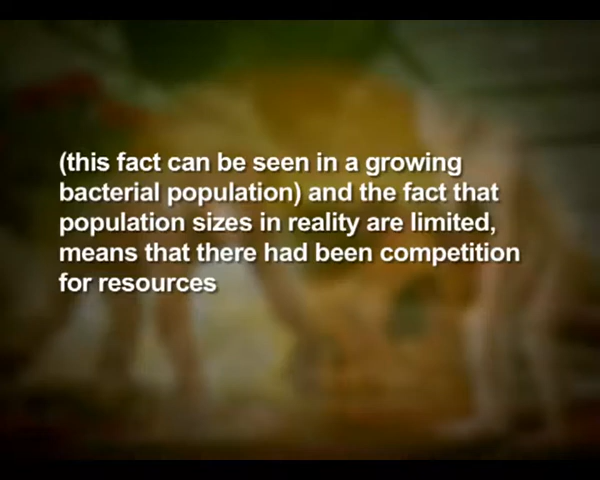 (this fact can be seen in a growing
bacterial population) and the fact that
population sizes in reality are limited,
means that there had been competition
for resources